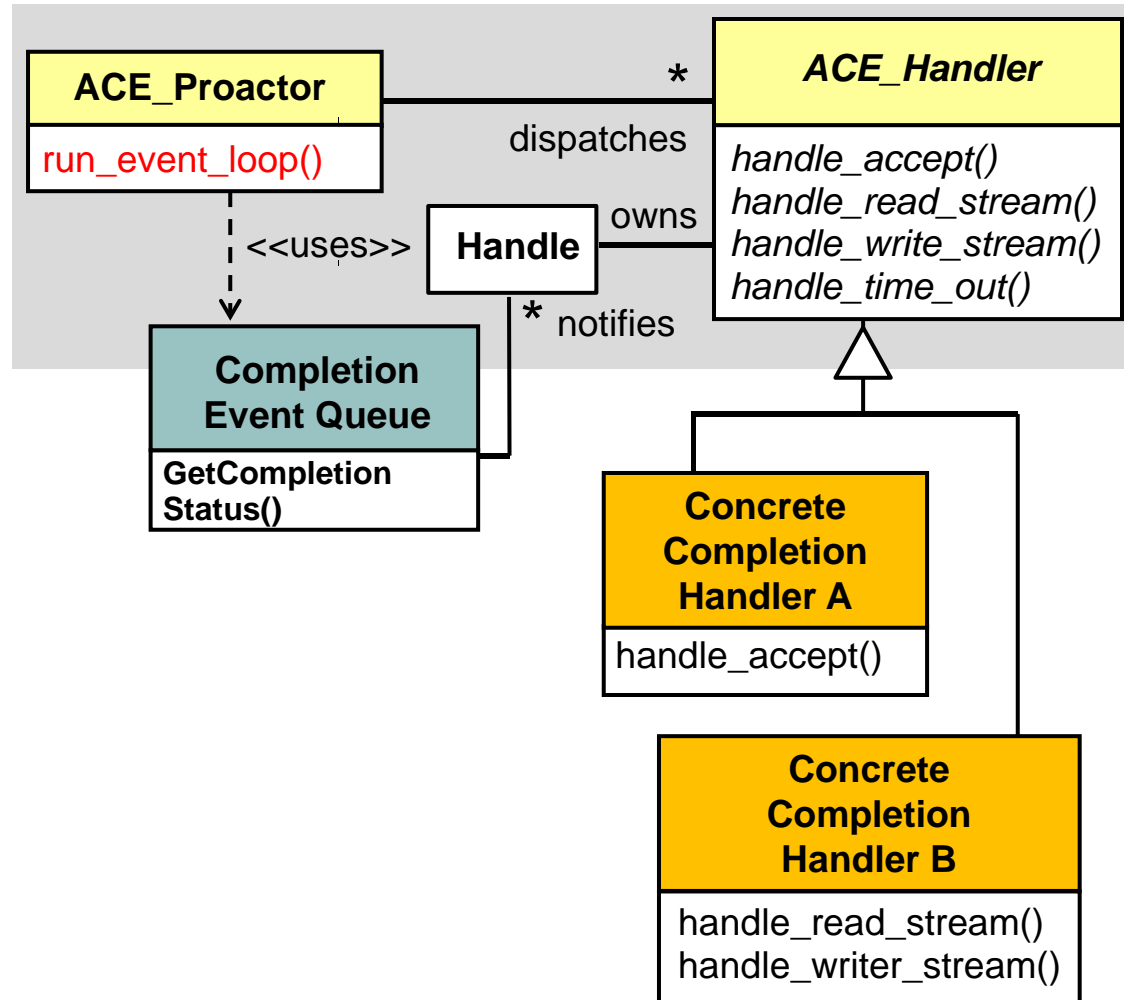 ACE_Proactor
run_event_loop()
*
dispatches
ACE_Handler
handle_accept()
handle_read_stream()
handle_write_stream()
handle_time_out()
<<uses>>
Handle
owns
* notifies
Completion
Event Queue
GetCompletion
Status()
Concrete
Completion
Handler A
handle_accept()
Concrete
Completion
Handler B
handle_read_stream()
handle_writer_stream()